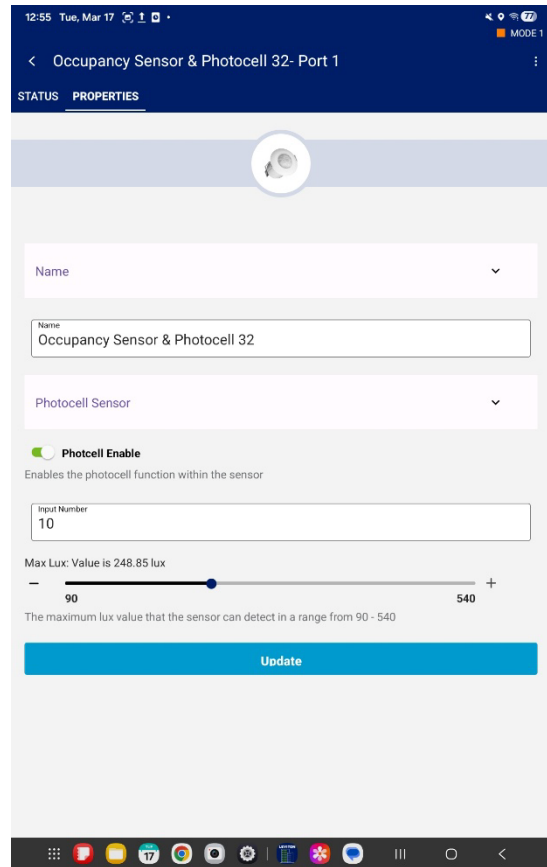 12:55 Tue, Mar 17
77
MODE 1
Occupancy Sensor & Photocell 32- Port 1
STATUS PROPERTIES
Name
Name
Occupancy Sensor & Photocell 32
Photocell Sensor
Photcell Enable
Enables the photocell function within the sensor
Input Number
10
Max Lux: Value is 248.85 lux
− +
90 540
The maximum lux value that the sensor can detect in a range from 90 - 540
Update
17